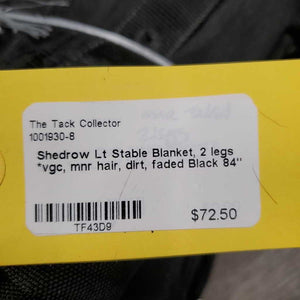 The Tack Collector
1001930-8
Shedrow Lt Stable Blanket, 2 legs
*vgc, mnr hair, dirt, faded Black 84"
$72.50
TF43D9